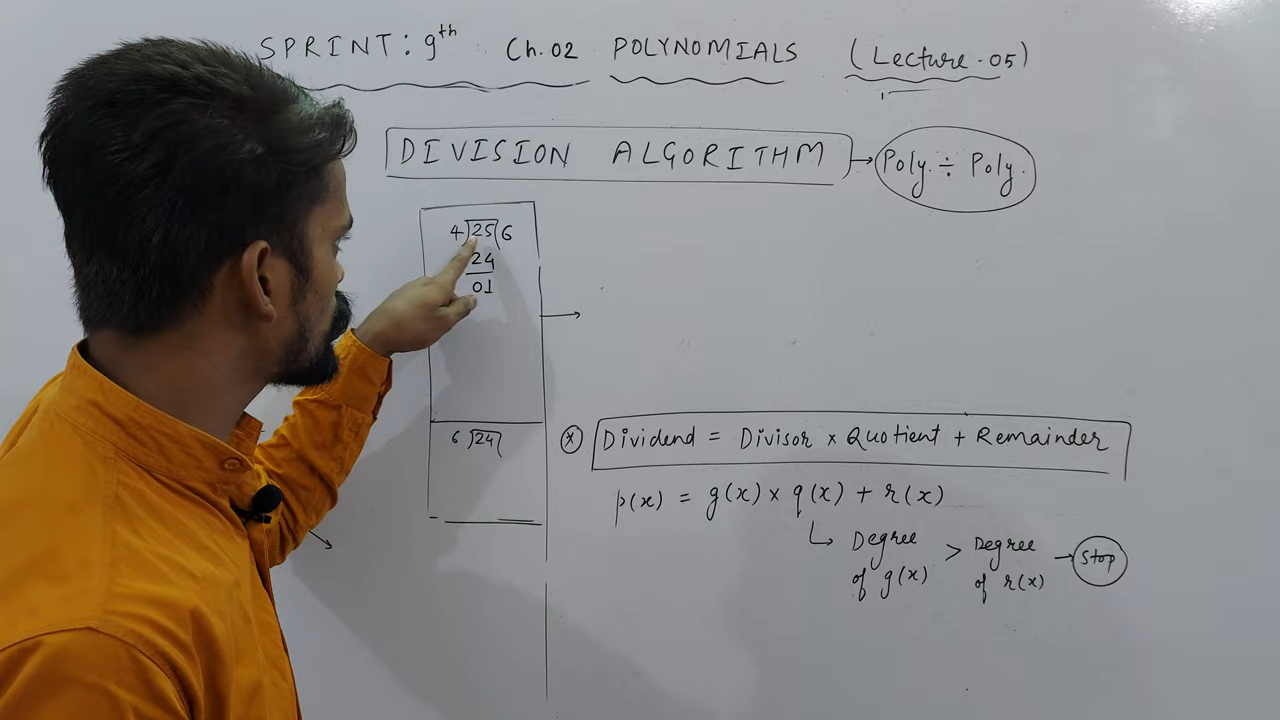 SPRINT: 9th Ch. 02 POLYNOMIALS (Lecture-05)
DIVISION ALGORITHM → Poly. ÷ Poly.
4)25(6
24
01
6)24(
(*) Dividend = Divisor × Quotient + Remainder
p(x) = g(x) × q(x) + r(x)
↳ Degree of g(x) > Degree of r(x) → Stop